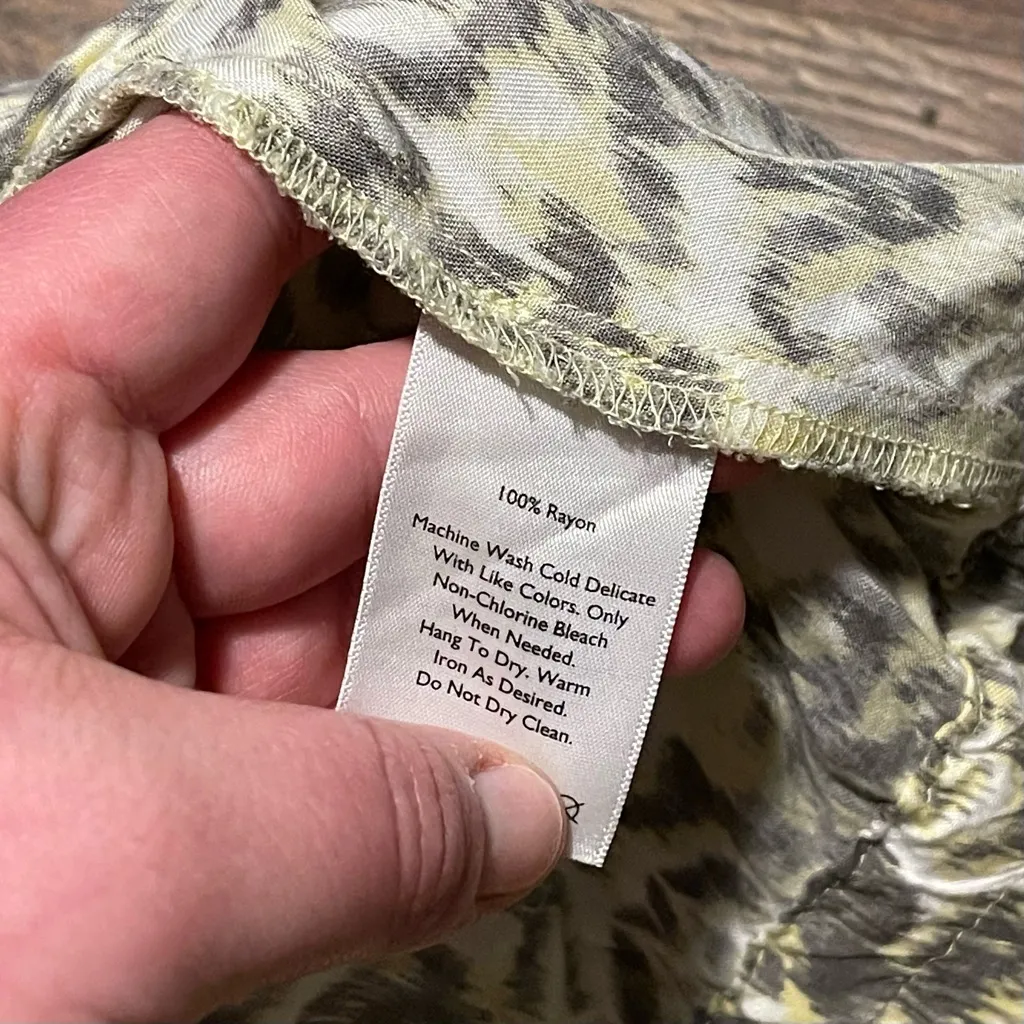 100% Rayon
Machine Wash Cold Delicate
With Like Colors. Only
Non-Chlorine Bleach
When Needed.
Hang To Dry. Warm
Iron As Desired.
Do Not Dry Clean.